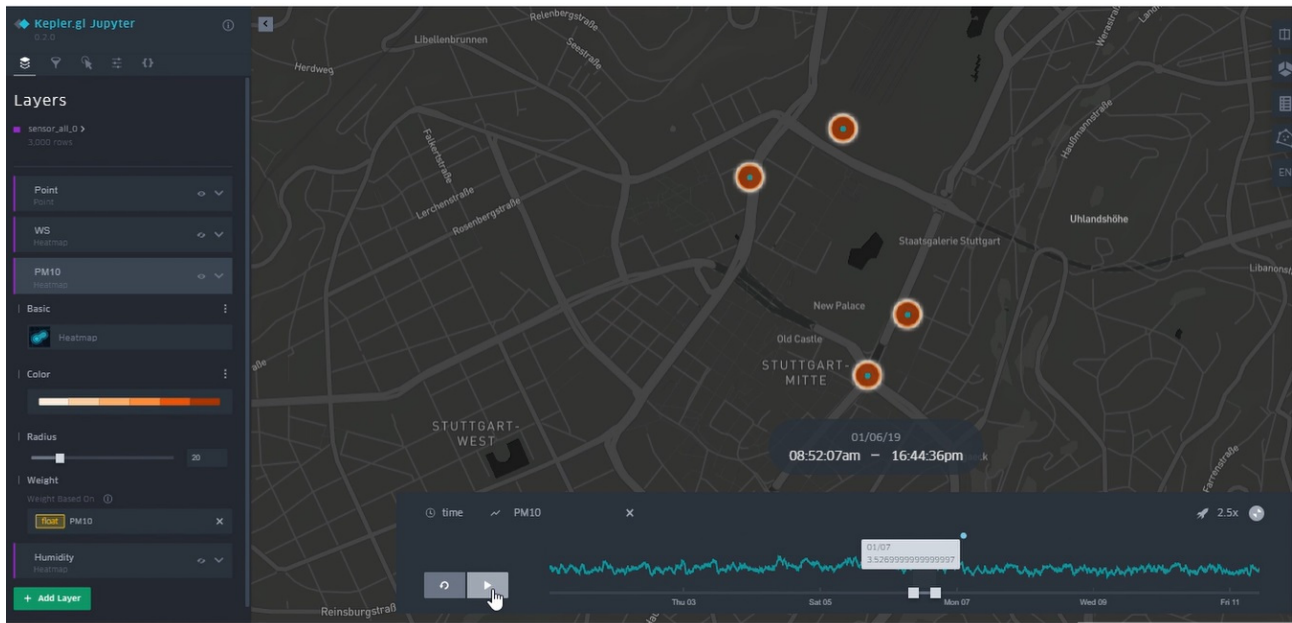 Kepler.gl Jupyter
0.2.0
Layers
sensor_all_0
3,000 rows
Point
Point
WS
Heatmap
PM10
Heatmap
Basic
Heatmap
Color
Radius
20
Weight
Weight Based On
float PM10
Humidity
Heatmap
+ Add Layer
Relenbergstraße
Libellenbrunnen
Seestraße
Herdweg
Werastraße
Haußmannstraße
EN
Falkertstraße
Lerchenstraße
Rosenbergstraße
Uhlandshöhe
Staatsgalerie Stuttgart
New Palace
Old Castle
STUTTGART-
MITTE
STUTTGART-
WEST
01/06/19
08:52:07am – 16:44:36pm
Farrenstraße
time
PM10
2.5x
01/07
3.5269999999999997
Thu 03
Sat 05
Mon 07
Wed 09
Fri 11